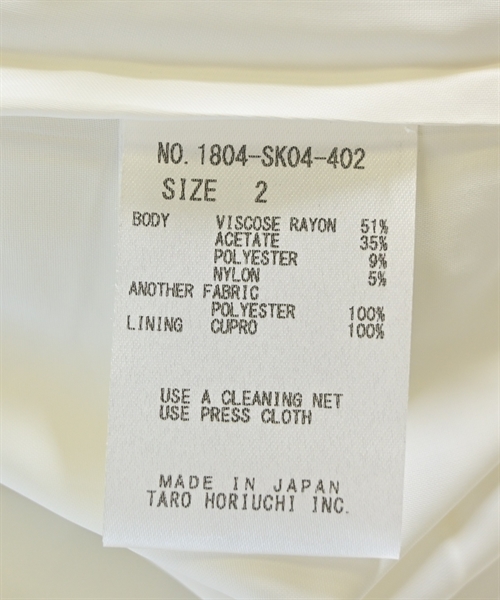 NO. 1804-SK04-402
SIZE 2
BODY VISCOSE RAYON 51%
ACETATE 35%
POLYESTER 9%
NYLON 5%
ANOTHER FABRIC
POLYESTER 100%
LINING CUPRO 100%
USE A CLEANING NET
USE PRESS CLOTH
MADE IN JAPAN
TARO HORIUCHI INC.